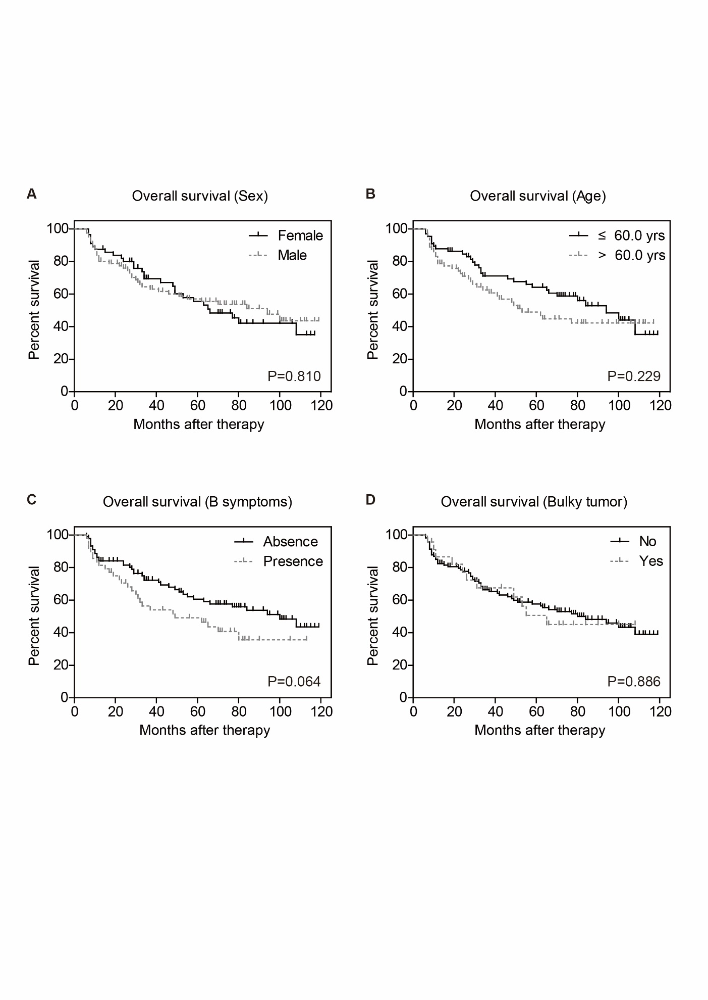 A
Overall survival (Sex)
Percent survival
100
80
60
40
20
0
Female
Male
P=0.810
0 20 40 60 80 100 120
Months after therapy
B
Overall survival (Age)
Percent survival
100
80
60
40
20
0
≤ 60.0 yrs
> 60.0 yrs
P=0.229
0 20 40 60 80 100 120
Months after therapy
C
Overall survival (B symptoms)
Percent survival
100
80
60
40
20
0
Absence
Presence
P=0.064
0 20 40 60 80 100 120
Months after therapy
D
Overall survival (Bulky tumor)
Percent survival
100
80
60
40
20
0
No
Yes
P=0.886
0 20 40 60 80 100 120
Months after therapy